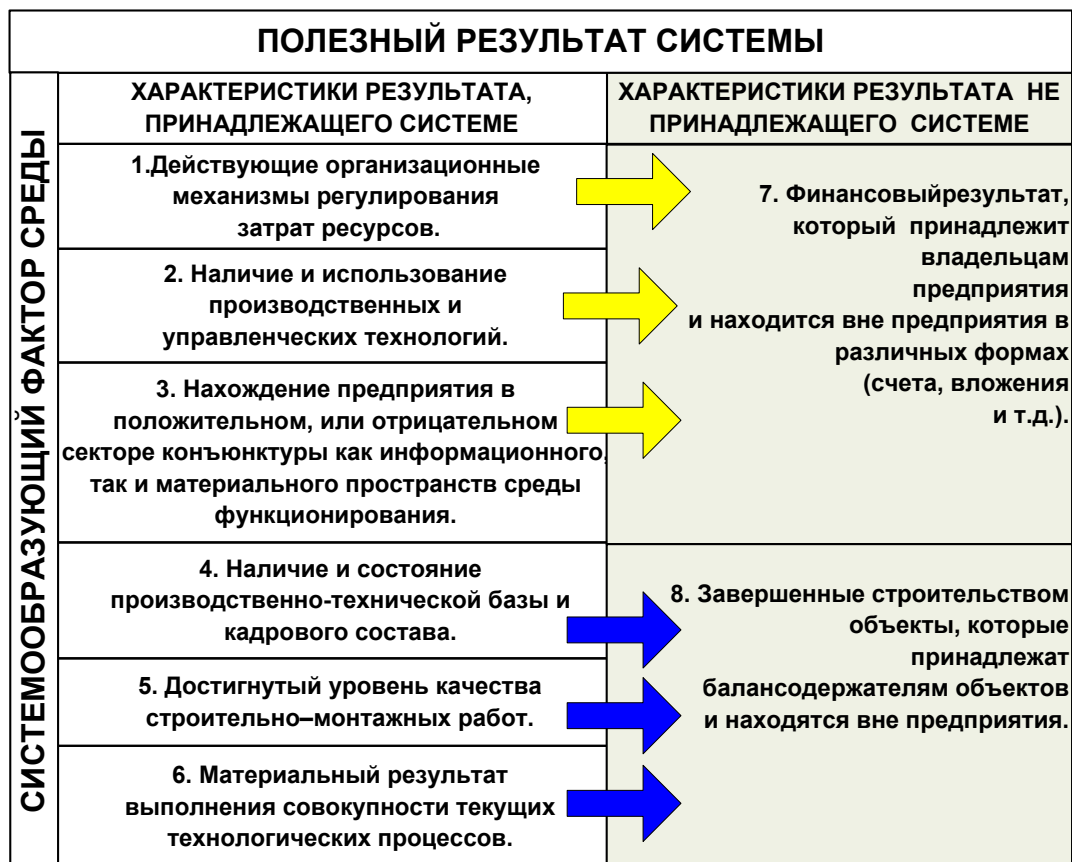 ПОЛЕЗНЫЙ РЕЗУЛЬТАТ СИСТЕМЫ
СИСТЕМООБРАЗУЮЩИЙ ФАКТОР СРЕДЫ
ХАРАКТЕРИСТИКИ РЕЗУЛЬТАТА,
ПРИНАДЛЕЖАЩЕГО СИСТЕМЕ
ХАРАКТЕРИСТИКИ РЕЗУЛЬТАТА НЕ
ПРИНАДЛЕЖАЩЕГО СИСТЕМЕ
1.Действующие организационные
механизмы регулирования
затрат ресурсов.
2. Наличие и использование
производственных и
управленческих технологий.
3. Нахождение предприятия в
положительном, или отрицательном
секторе конъюнктуры как информационного,
так и материального пространств среды
функционирования.
7. Финансовыйрезультат,
который принадлежит
владельцам
предприятия
и находится вне предприятия в
различных формах
(счета, вложения
и т.д.).
4. Наличие и состояние
производственно-технической базы и
кадрового состава.
5. Достигнутый уровень качества
строительно–монтажных работ.
6. Материальный результат
выполнения совокупности текущих
технологических процессов.
8. Завершенные строительством
объекты, которые
принадлежат
балансодержателям объектов
и находятся вне предприятия.